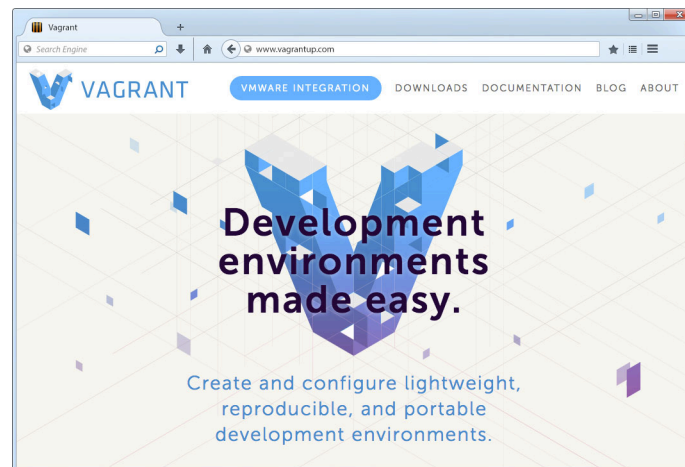 Vagrant
Search Engine
www.vagrantup.com
VAGRANT
VMWARE INTEGRATION DOWNLOADS DOCUMENTATION BLOG ABOUT
Development
environments
made easy.
Create and configure lightweight,
reproducible, and portable
development environments.